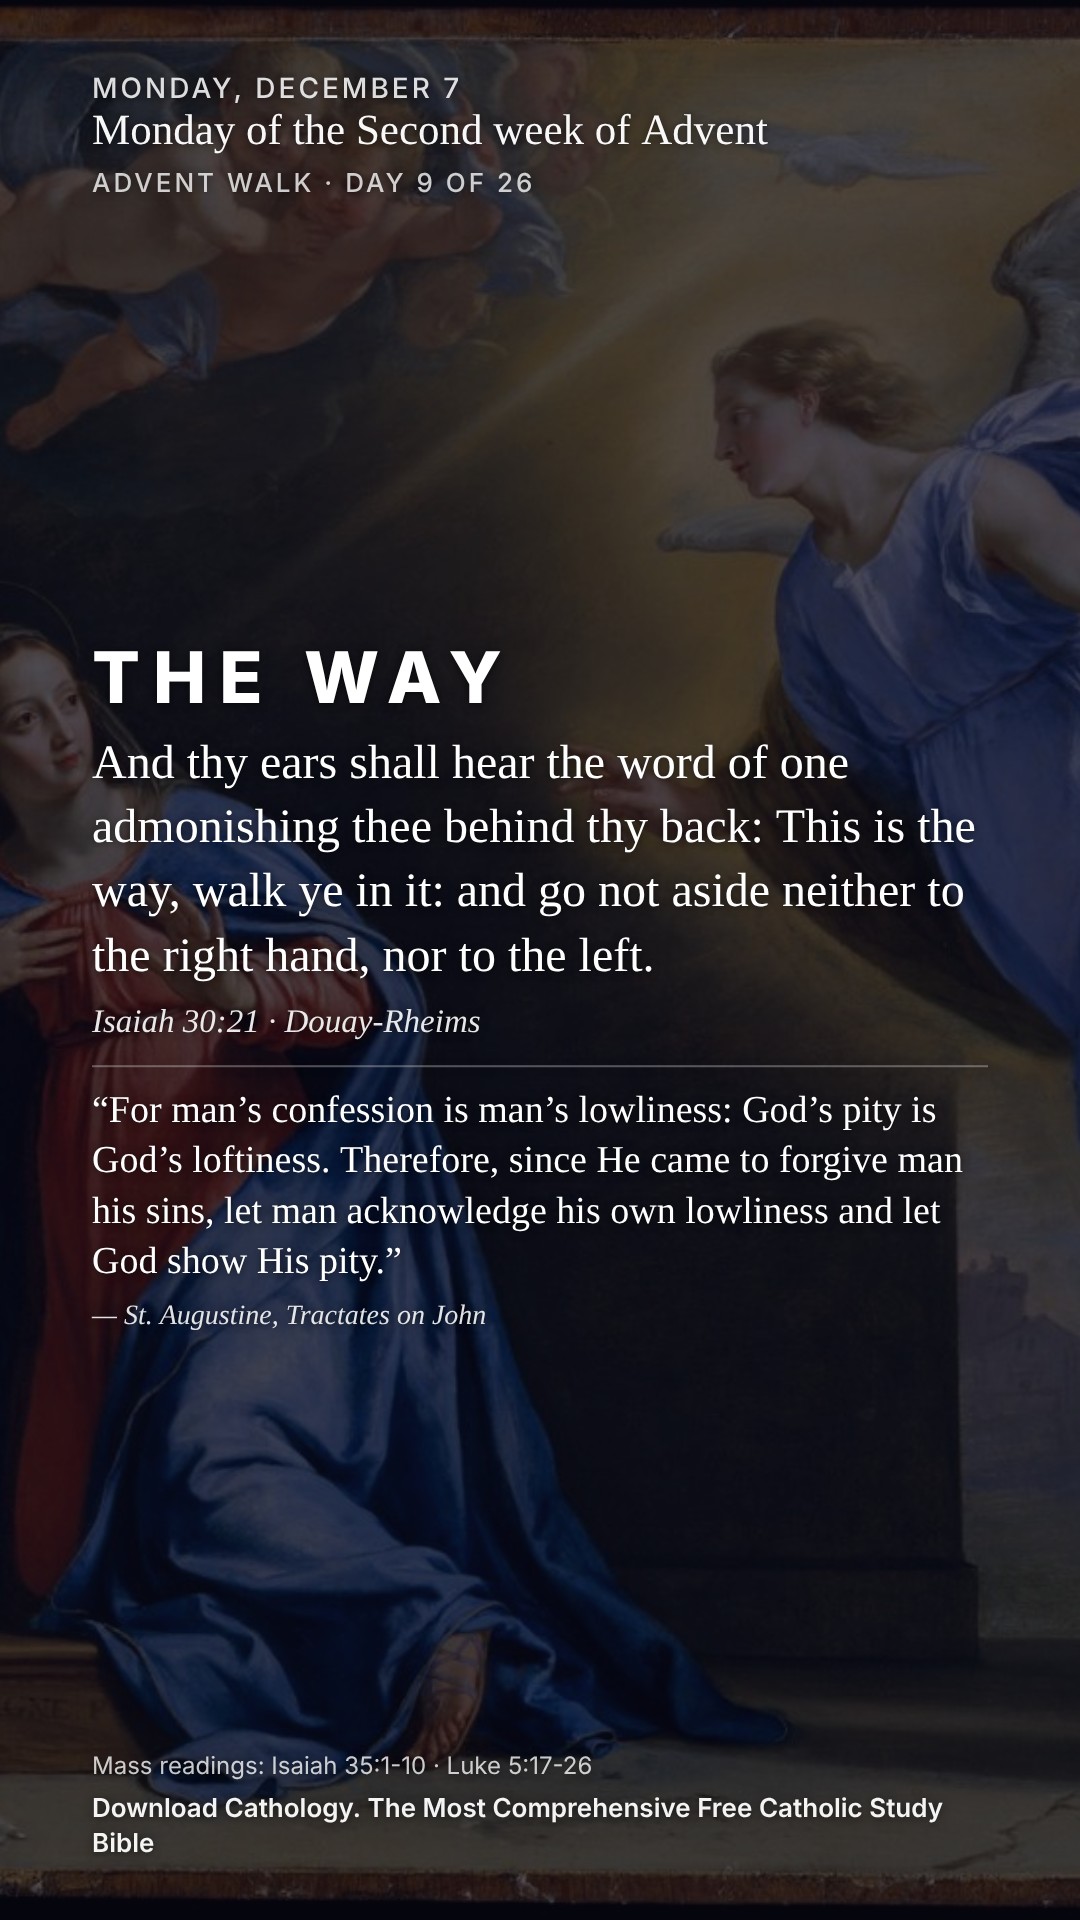 MONDAY, DECEMBER 7
Monday of the Second week of Advent
ADVENT WALK · DAY 9 OF 26
THE WAY
And thy ears shall hear the word of one
admonishing thee behind thy back: This is the
way, walk ye in it: and go not aside neither to
the right hand, nor to the left.
Isaiah 30:21 · Douay-Rheims
“For man’s confession is man’s lowliness: God’s pity is
God’s loftiness. Therefore, since He came to forgive man
his sins, let man acknowledge his own lowliness and let
God show His pity.”
— St. Augustine, Tractates on John
Mass readings: Isaiah 35:1-10 · Luke 5:17-26
Download Cathology. The Most Comprehensive Free Catholic Study
Bible